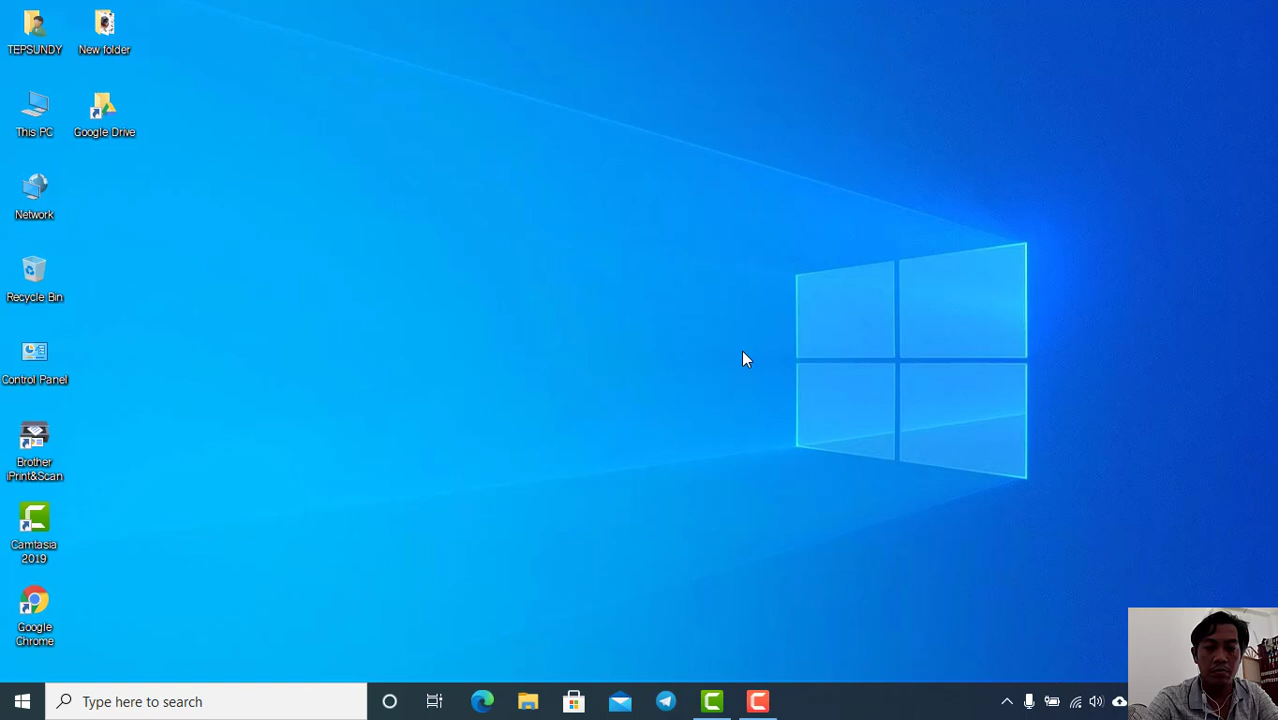 TEPSUNDY
New folder
This PC
Google Drive
Network
Recycle Bin
Control Panel
Brother
iPrint&Scan
Camtasia
2019
Google
Chrome
Type here to search